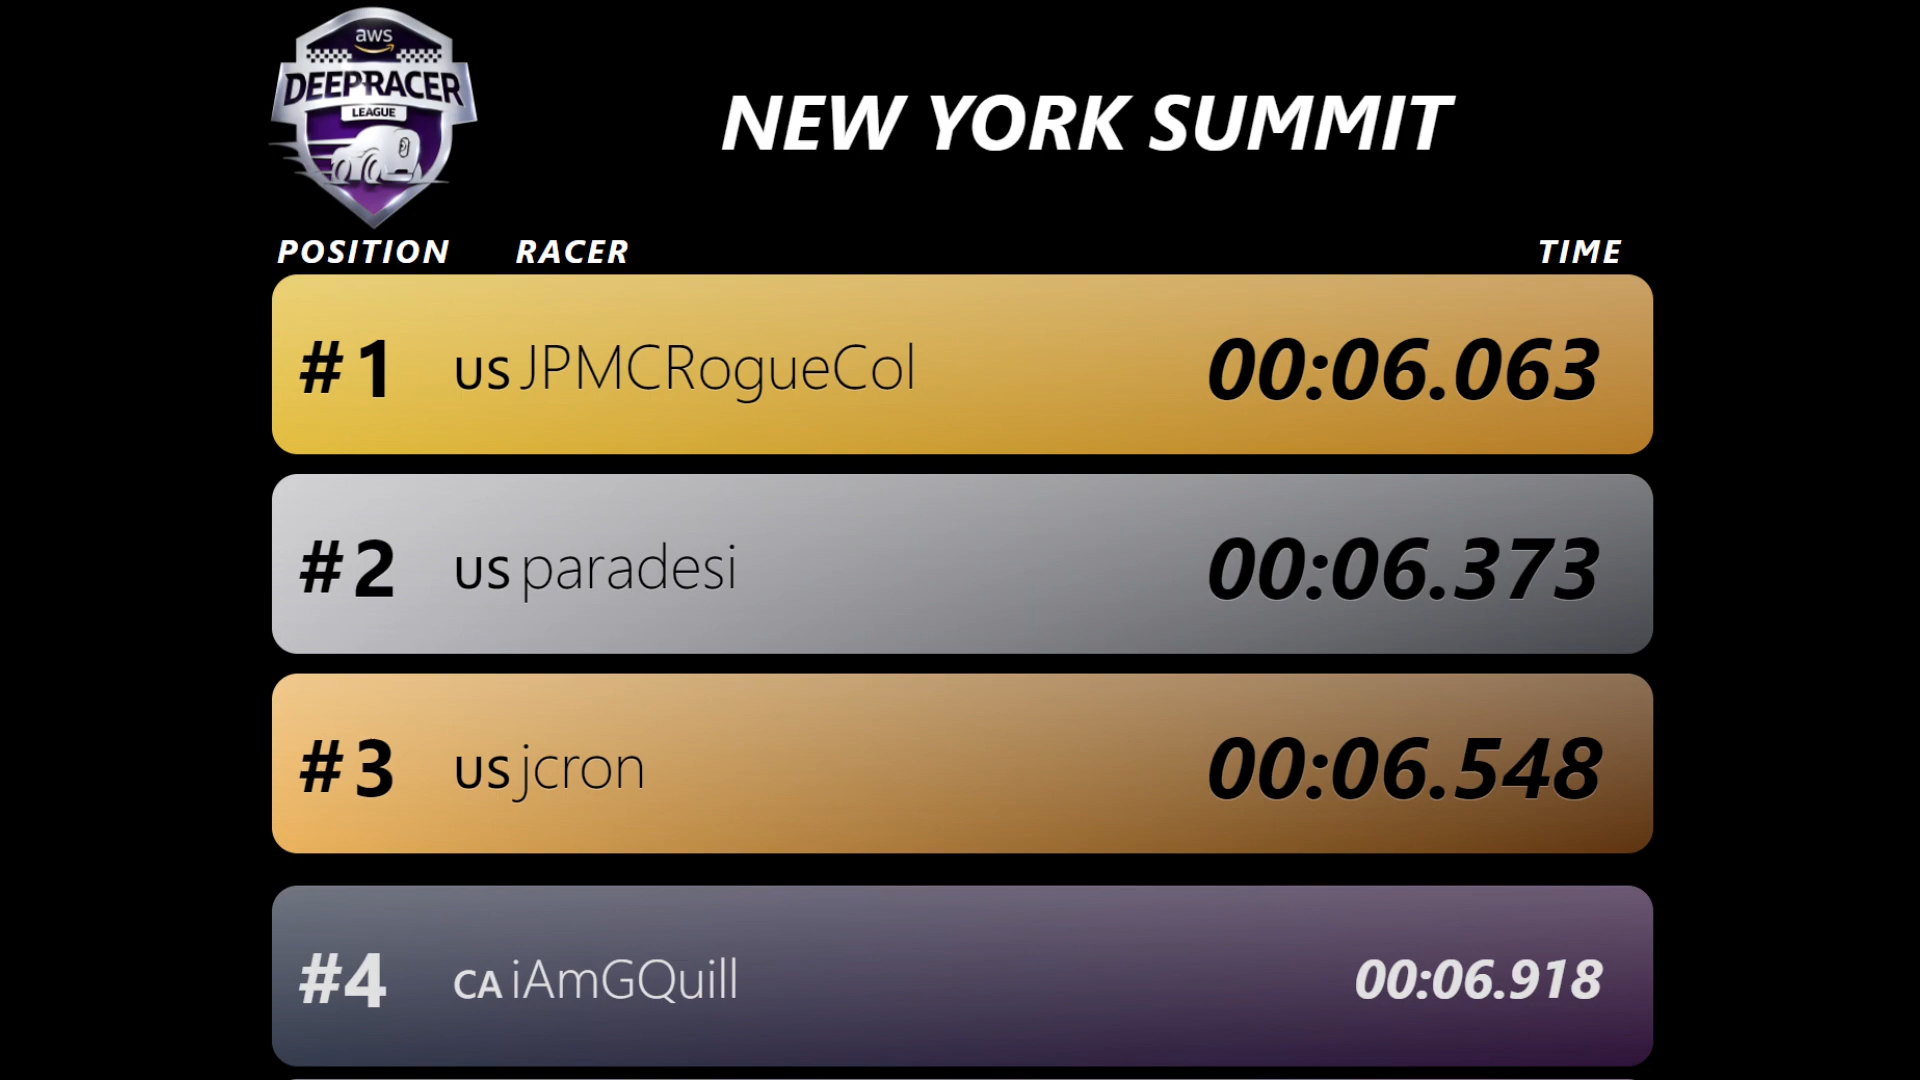 aws
DEEPRACER
LEAGUE
NEW YORK SUMMIT
POSITION RACER TIME
#1 US JPMCRogueCol 00:06.063
#2 US paradesi 00:06.373
#3 US jcron 00:06.548
#4 CA iAmGQuill 00:06.918